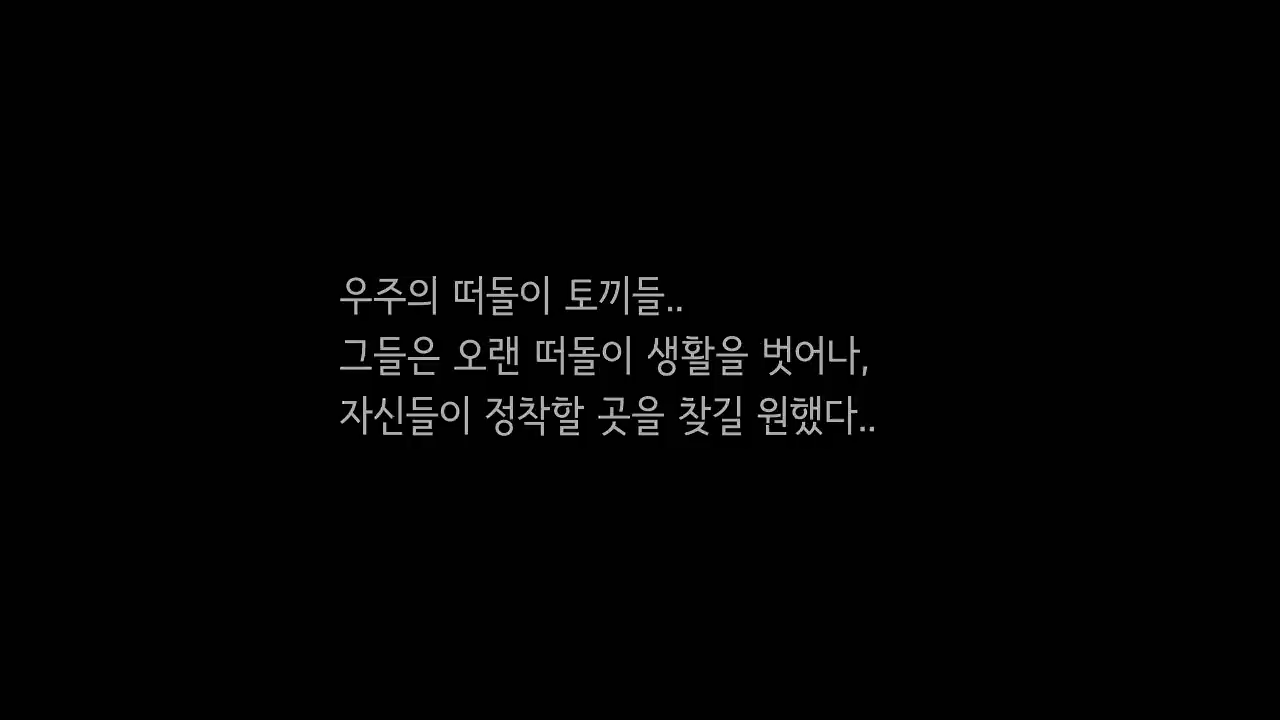 우주의 떠돌이 토끼들..
그들은 오랜 떠돌이 생활을 벗어나,
자신들이 정착할 곳을 찾길 원했다..